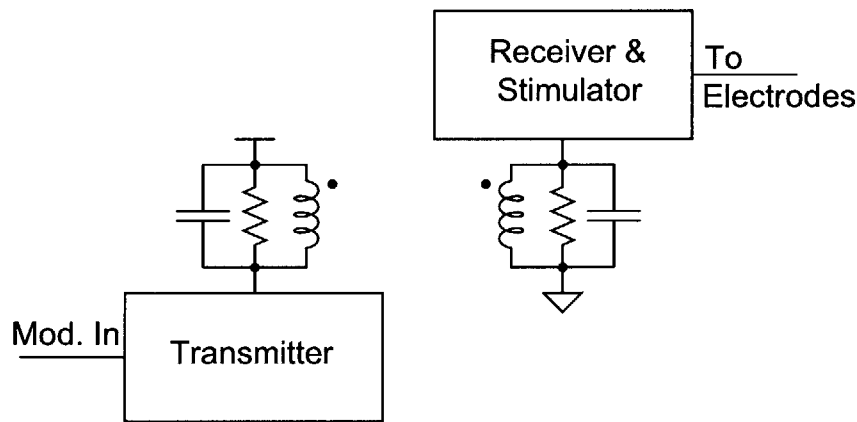 Receiver &
Stimulator
To
Electrodes
Mod. In
Transmitter